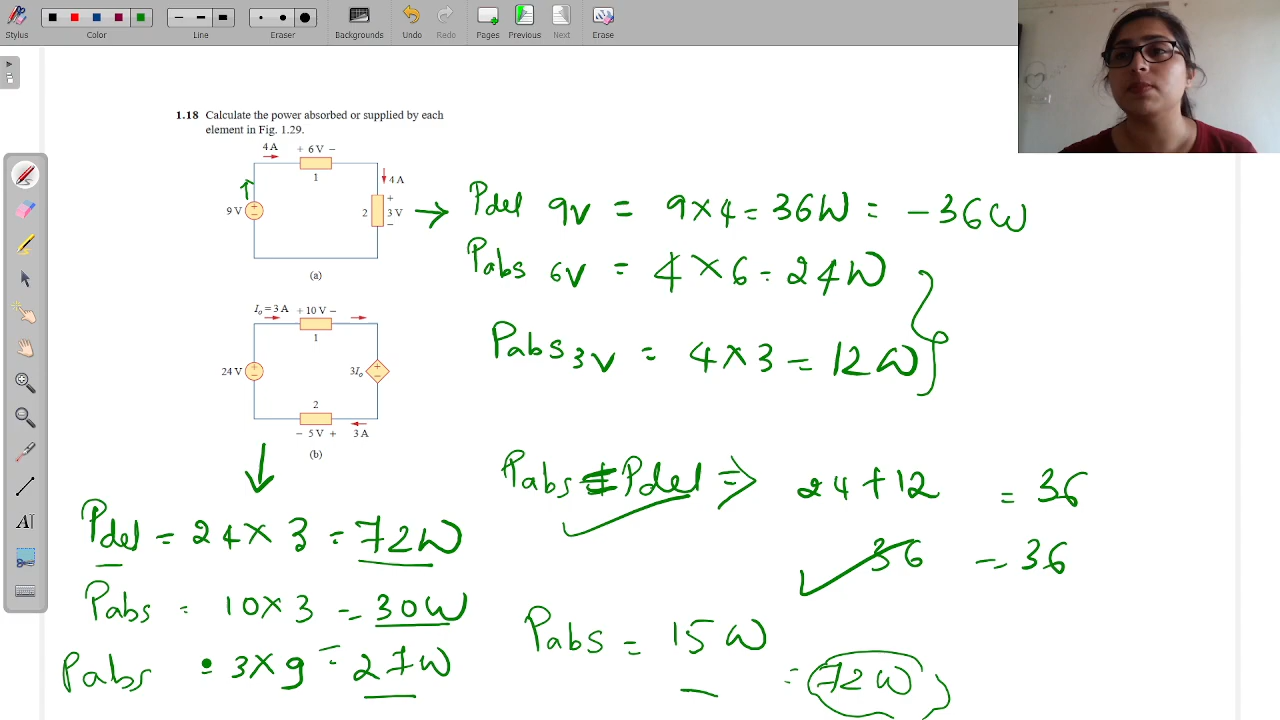 Stylus
Color
Line
Eraser
Backgrounds
Undo
Redo
Pages
Previous
Next
Erase
1.18 Calculate the power absorbed or supplied by each
element in Fig. 1.29.
4 A
+ 6 V −
1
4 A
9 V
+
−
2
+
3 V
−
(a)
Pdel 9V = 9×4 = 36W = −36W
Pabs 6V = 4×6 = 24W
Pabs 3V = 4×3 = 12W
Io = 3 A
+ 10 V −
1
24 V
+
−
3Io
+
−
2
− 5 V +
3 A
(b)
Pabs = Pdel ⇒ 24+12 = 36
36 = 36
Pdel = 24×3 = 72W
Pabs = 10×3 = 30W
Pabs = 3×9 = 27W
Pabs = 15W
= 72W